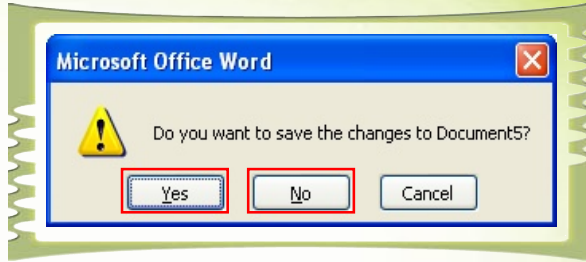 Microsoft Office Word
Do you want to save the changes to Document5?
Yes No Cancel